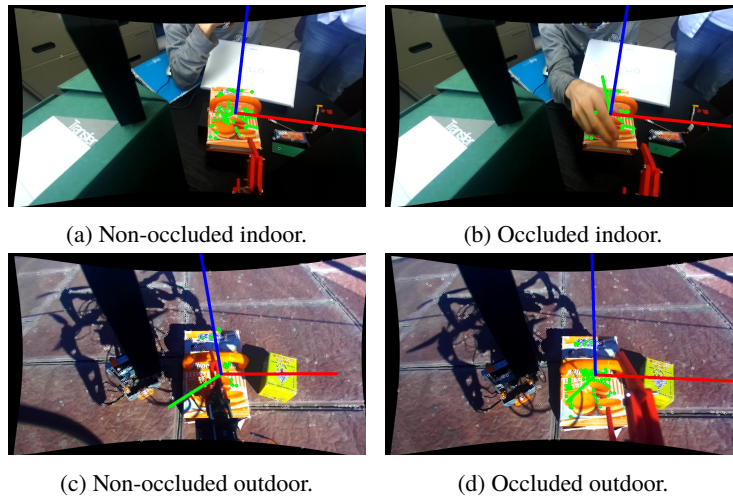 (a) Non-occluded indoor.
(b) Occluded indoor.
(c) Non-occluded outdoor.
(d) Occluded outdoor.